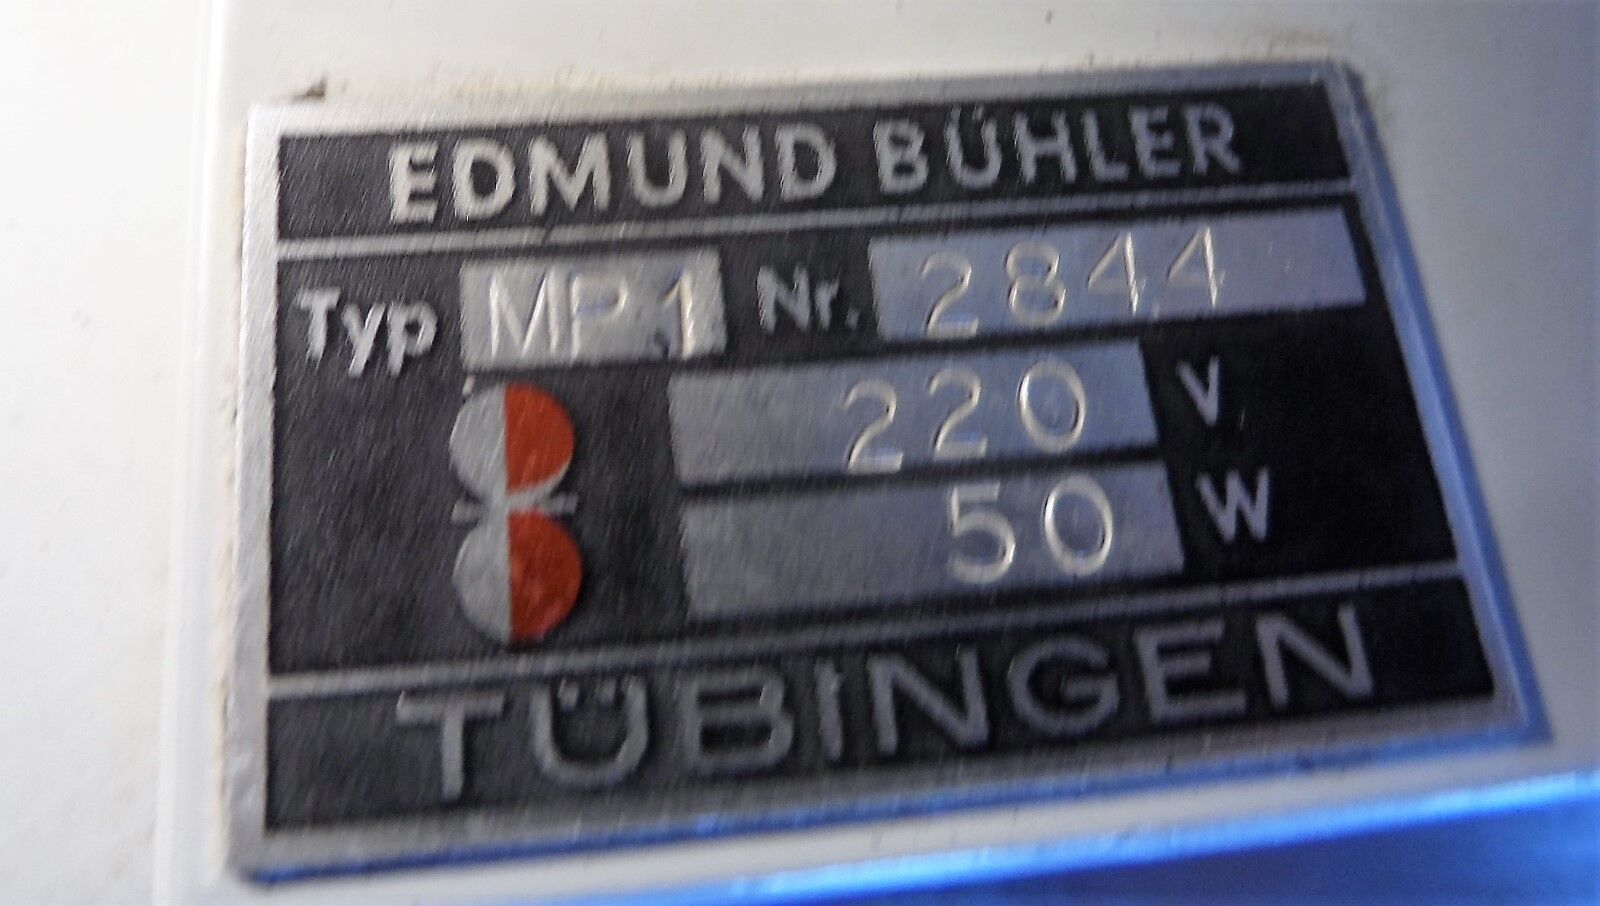 EDMUND BÜHLER
Typ MP1 Nr. 2844
220 V
50 W
TÜBINGEN